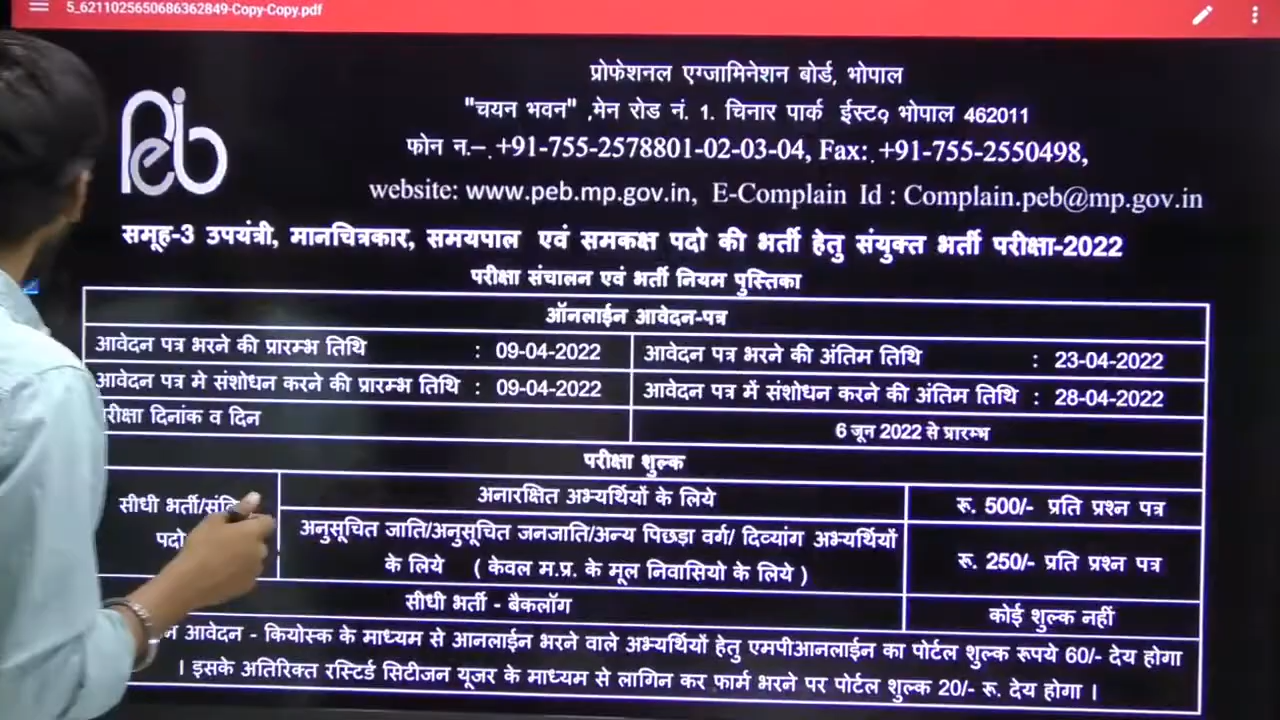 5_6211025650686362849-Copy-Copy.pdf
Peb
प्रोफेशनल एग्जामिनेशन बोर्ड, भोपाल
"चयन भवन" ,मेन रोड नं. 1. चिनार पार्क ईस्ट० भोपाल 462011
फोन न.–. +91-755-2578801-02-03-04, Fax:. +91-755-2550498,
website: www.peb.mp.gov.in, E-Complain Id : Complain.peb@mp.gov.in
समूह-3 उपयंत्री, मानचित्रकार, समयपाल एवं समकक्ष पदो की भर्ती हेतु संयुक्त भर्ती परीक्षा-2022
परीक्षा संचालन एवं भर्ती नियम पुस्तिका
ऑनलाईन आवेदन-पत्र
आवेदन पत्र भरने की प्रारम्भ तिथि : 09-04-2022 आवेदन पत्र भरने की अंतिम तिथि : 23-04-2022
आवेदन पत्र मे संशोधन करने की प्रारम्भ तिथि : 09-04-2022 आवेदन पत्र में संशोधन करने की अंतिम तिथि : 28-04-2022
रीक्षा दिनांक व दिन 6 जून 2022 से प्रारम्भ
परीक्षा शुल्क
सीधी भर्ती/संवि अनारक्षित अभ्यर्थियों के लिये रू. 500/- प्रति प्रश्न पत्र
पदो अनुसूचित जाति/अनुसूचित जनजाति/अन्य पिछड़ा वर्ग/ दिव्यांग अभ्यर्थियों
के लिये ( केवल म.प्र. के मूल निवासियो के लिये ) रू. 250/- प्रति प्रश्न पत्र
सीधी भर्ती - बैकलॉग कोई शुल्क नहीं
न आवेदन - कियोस्क के माध्यम से आनलाईन भरने वाले अभ्यर्थियों हेतु एमपीआनलाईन का पोर्टल शुल्क रूपये 60/- देय होगा
। इसके अतिरिक्त रस्टिर्ड सिटीजन यूजर के माध्यम से लागिन कर फार्म भरने पर पोर्टल शुल्क 20/- रू. देय होगा ।